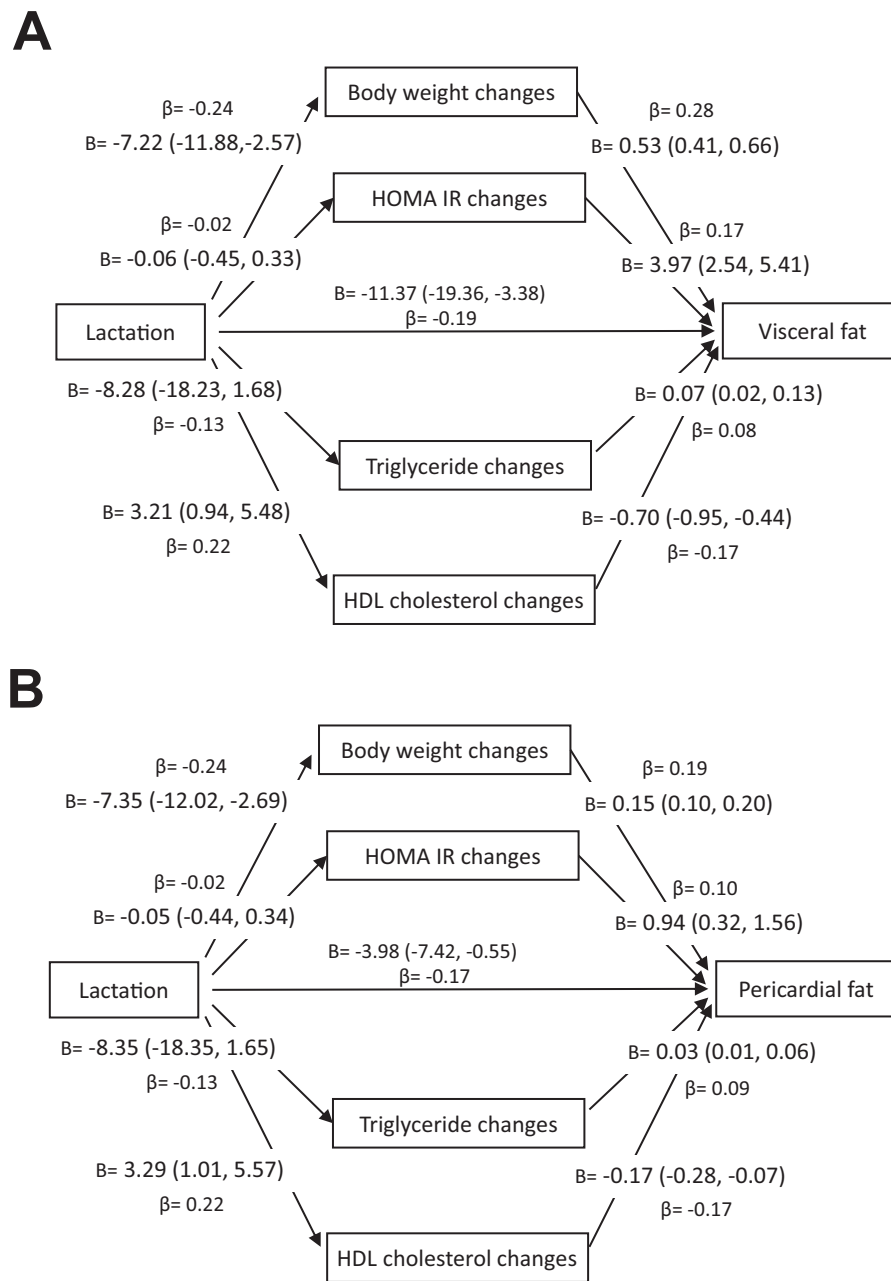 A
Body weight changes
β= -0.24
B= -7.22 (-11.88,-2.57)
β= 0.28
B= 0.53 (0.41, 0.66)
HOMA IR changes
β= -0.02
B= -0.06 (-0.45, 0.33)
β= 0.17
B= 3.97 (2.54, 5.41)
B= -11.37 (-19.36, -3.38)
β= -0.19
Lactation
Visceral fat
B= -8.28 (-18.23, 1.68)
β= -0.13
B= 0.07 (0.02, 0.13)
β= 0.08
Triglyceride changes
B= 3.21 (0.94, 5.48)
β= 0.22
B= -0.70 (-0.95, -0.44)
β= -0.17
HDL cholesterol changes
B
Body weight changes
β= -0.24
B= -7.35 (-12.02, -2.69)
β= 0.19
B= 0.15 (0.10, 0.20)
HOMA IR changes
β= -0.02
B= -0.05 (-0.44, 0.34)
β= 0.10
B= 0.94 (0.32, 1.56)
B= -3.98 (-7.42, -0.55)
β= -0.17
Lactation
Pericardial fat
B= -8.35 (-18.35, 1.65)
β= -0.13
B= 0.03 (0.01, 0.06)
β= 0.09
Triglyceride changes
B= 3.29 (1.01, 5.57)
β= 0.22
B= -0.17 (-0.28, -0.07)
β= -0.17
HDL cholesterol changes